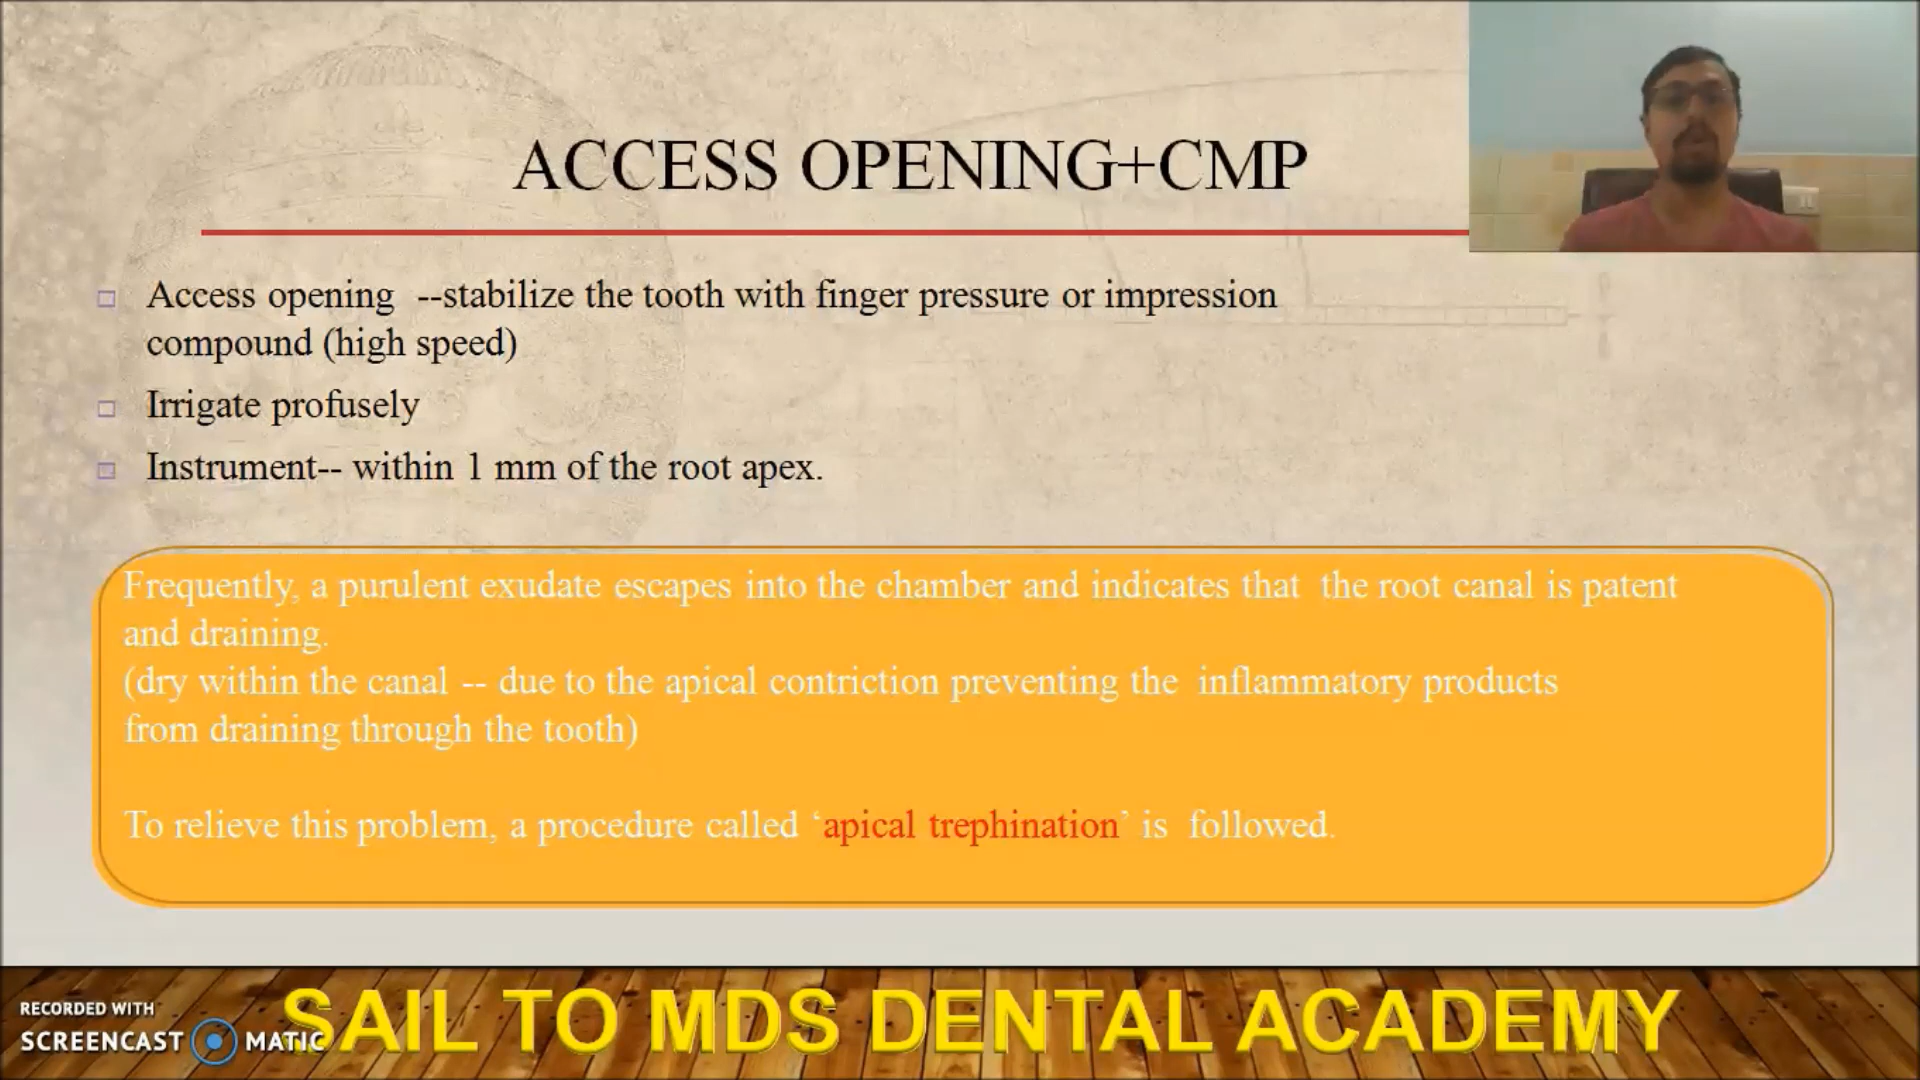 ACCESS OPENING+CMP
Access opening --stabilize the tooth with finger pressure or impression
compound (high speed)
Irrigate profusely
Instrument-- within 1 mm of the root apex.
Frequently, a purulent exudate escapes into the chamber and indicates that the root canal is patent
and draining.
(dry within the canal -- due to the apical contriction preventing the inflammatory products
from draining through the tooth)
To relieve this problem, a procedure called ‘apical trephination’ is followed.
RECORDED WITH
SCREENCAST MATIC
SAIL TO MDS DENTAL ACADEMY